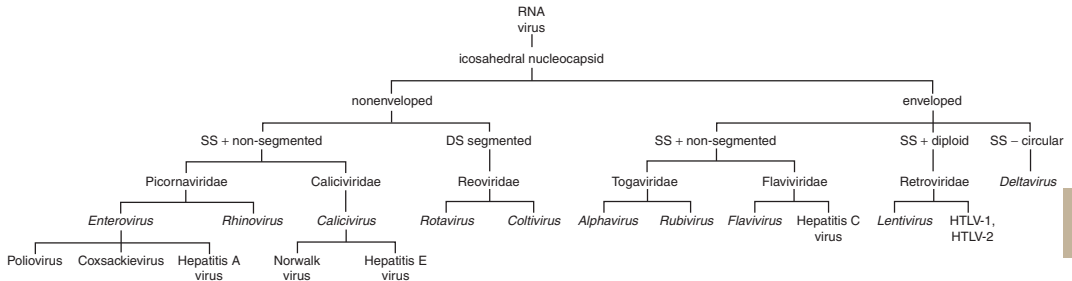 RNA
virus
icosahedral nucleocapsid
nonenveloped
enveloped
SS + non-segmented
DS segmented
SS + non-segmented
SS + diploid
SS − circular
Picornaviridae
Caliciviridae
Reoviridae
Togaviridae
Flaviviridae
Retroviridae
Deltavirus
Enterovirus
Rhinovirus
Calicivirus
Rotavirus
Coltivirus
Alphavirus
Rubivirus
Flavivirus
Hepatitis C
virus
Lentivirus
HTLV-1,
HTLV-2
Poliovirus
Coxsackievirus
Hepatitis A
virus
Norwalk
virus
Hepatitis E
virus